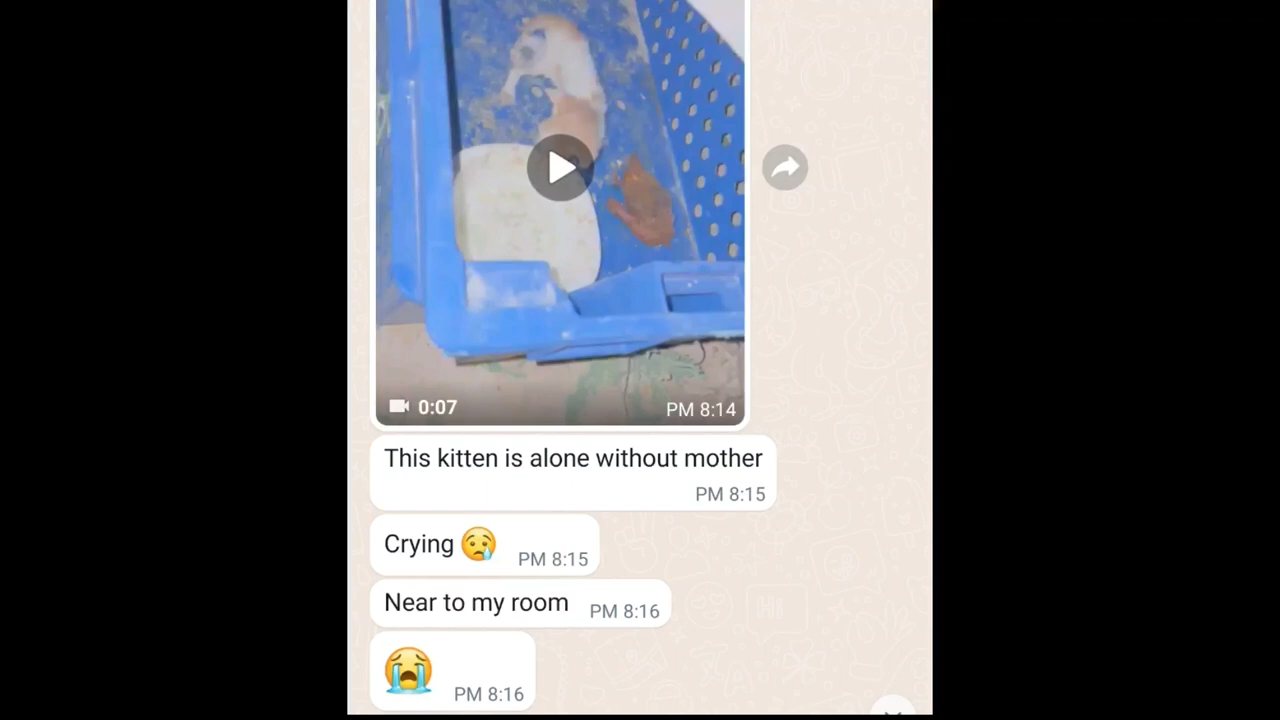 0:07
PM 8:14
This kitten is alone without mother
PM 8:15
Crying 😢 PM 8:15
Near to my room PM 8:16
😭 PM 8:16